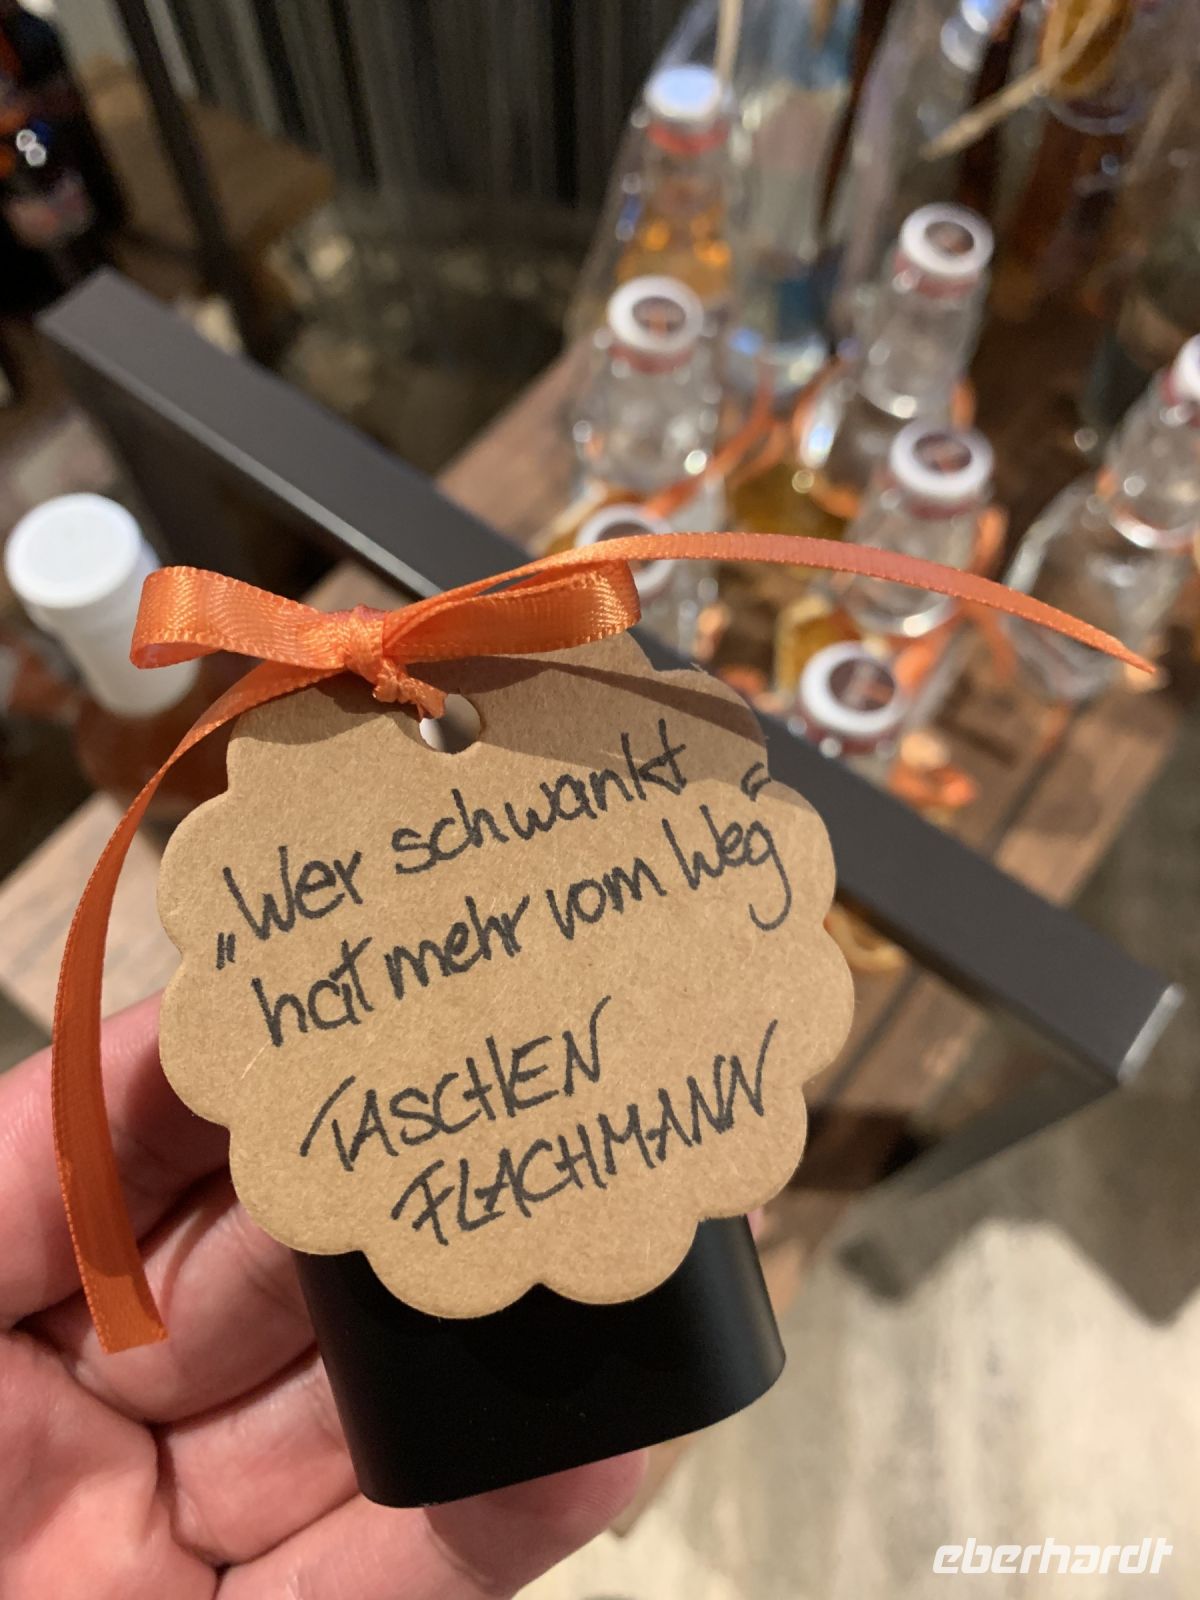 „Wer schwankt
hat mehr vom Weg“
TASCHEN
FLACHMANN
eberhardt